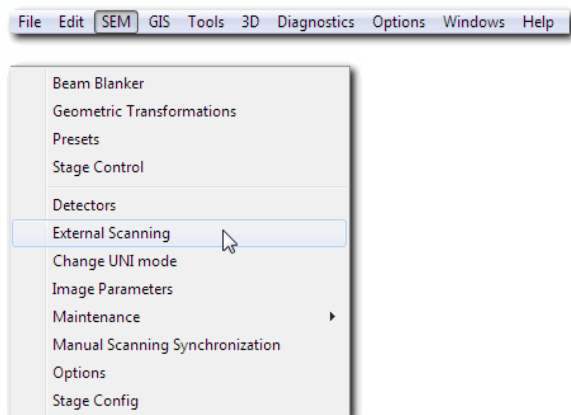 File Edit SEM GIS Tools 3D Diagnostics Options Windows Help
Beam Blanker
Geometric Transformations
Presets
Stage Control
Detectors
External Scanning
Change UNI mode
Image Parameters
Maintenance
Manual Scanning Synchronization
Options
Stage Config